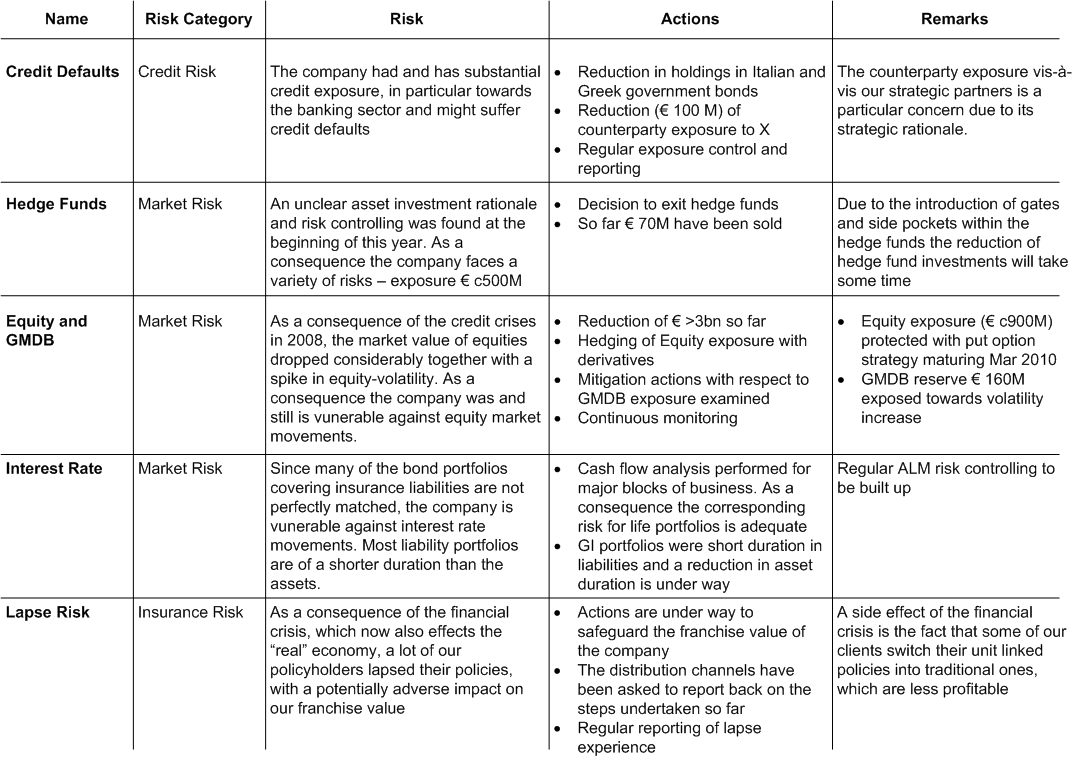 Name
Risk Category
Risk
Actions
Remarks
Credit Defaults
Credit Risk
The company had and has substantial
credit exposure, in particular towards
the banking sector and might suffer
credit defaults
• Reduction in holdings in Italian and
Greek government bonds
• Reduction (€ 100 M) of
counterparty exposure to X
• Regular exposure control and
reporting
The counterparty exposure vis-à-
vis our strategic partners is a
particular concern due to its
strategic rationale.
Hedge Funds
Market Risk
An unclear asset investment rationale
and risk controlling was found at the
beginning of this year. As a
consequence the company faces a
variety of risks – exposure € c500M
• Decision to exit hedge funds
• So far € 70M have been sold
Due to the introduction of gates
and side pockets within the
hedge funds the reduction of
hedge fund investments will take
some time
Equity and
GMDB
Market Risk
As a consequence of the credit crises
in 2008, the market value of equities
dropped considerably together with a
spike in equity-volatility. As a
consequence the company was and
still is vunerable against equity market
movements.
• Reduction of € >3bn so far
• Hedging of Equity exposure with
derivatives
• Mitigation actions with respect to
GMDB exposure examined
• Continuous monitoring
• Equity exposure (€ c900M)
protected with put option
strategy maturing Mar 2010
• GMDB reserve € 160M
exposed towards volatility
increase
Interest Rate
Market Risk
Since many of the bond portfolios
covering insurance liabilities are not
perfectly matched, the company is
vunerable against interest rate
movements. Most liability portfolios
are of a shorter duration than the
assets.
• Cash flow analysis performed for
major blocks of business. As a
consequence the corresponding
risk for life portfolios is adequate
• GI portfolios were short duration in
liabilities and a reduction in asset
duration is under way
Regular ALM risk controlling to
be built up
Lapse Risk
Insurance Risk
As a consequence of the financial
crisis, which now also effects the
“real” economy, a lot of our
policyholders lapsed their policies,
with a potentially adverse impact on
our franchise value
• Actions are under way to
safeguard the franchise value of
the company
• The distribution channels have
been asked to report back on the
steps undertaken so far
• Regular reporting of lapse
experience
A side effect of the financial
crisis is the fact that some of our
clients switch their unit linked
policies into traditional ones,
which are less profitable